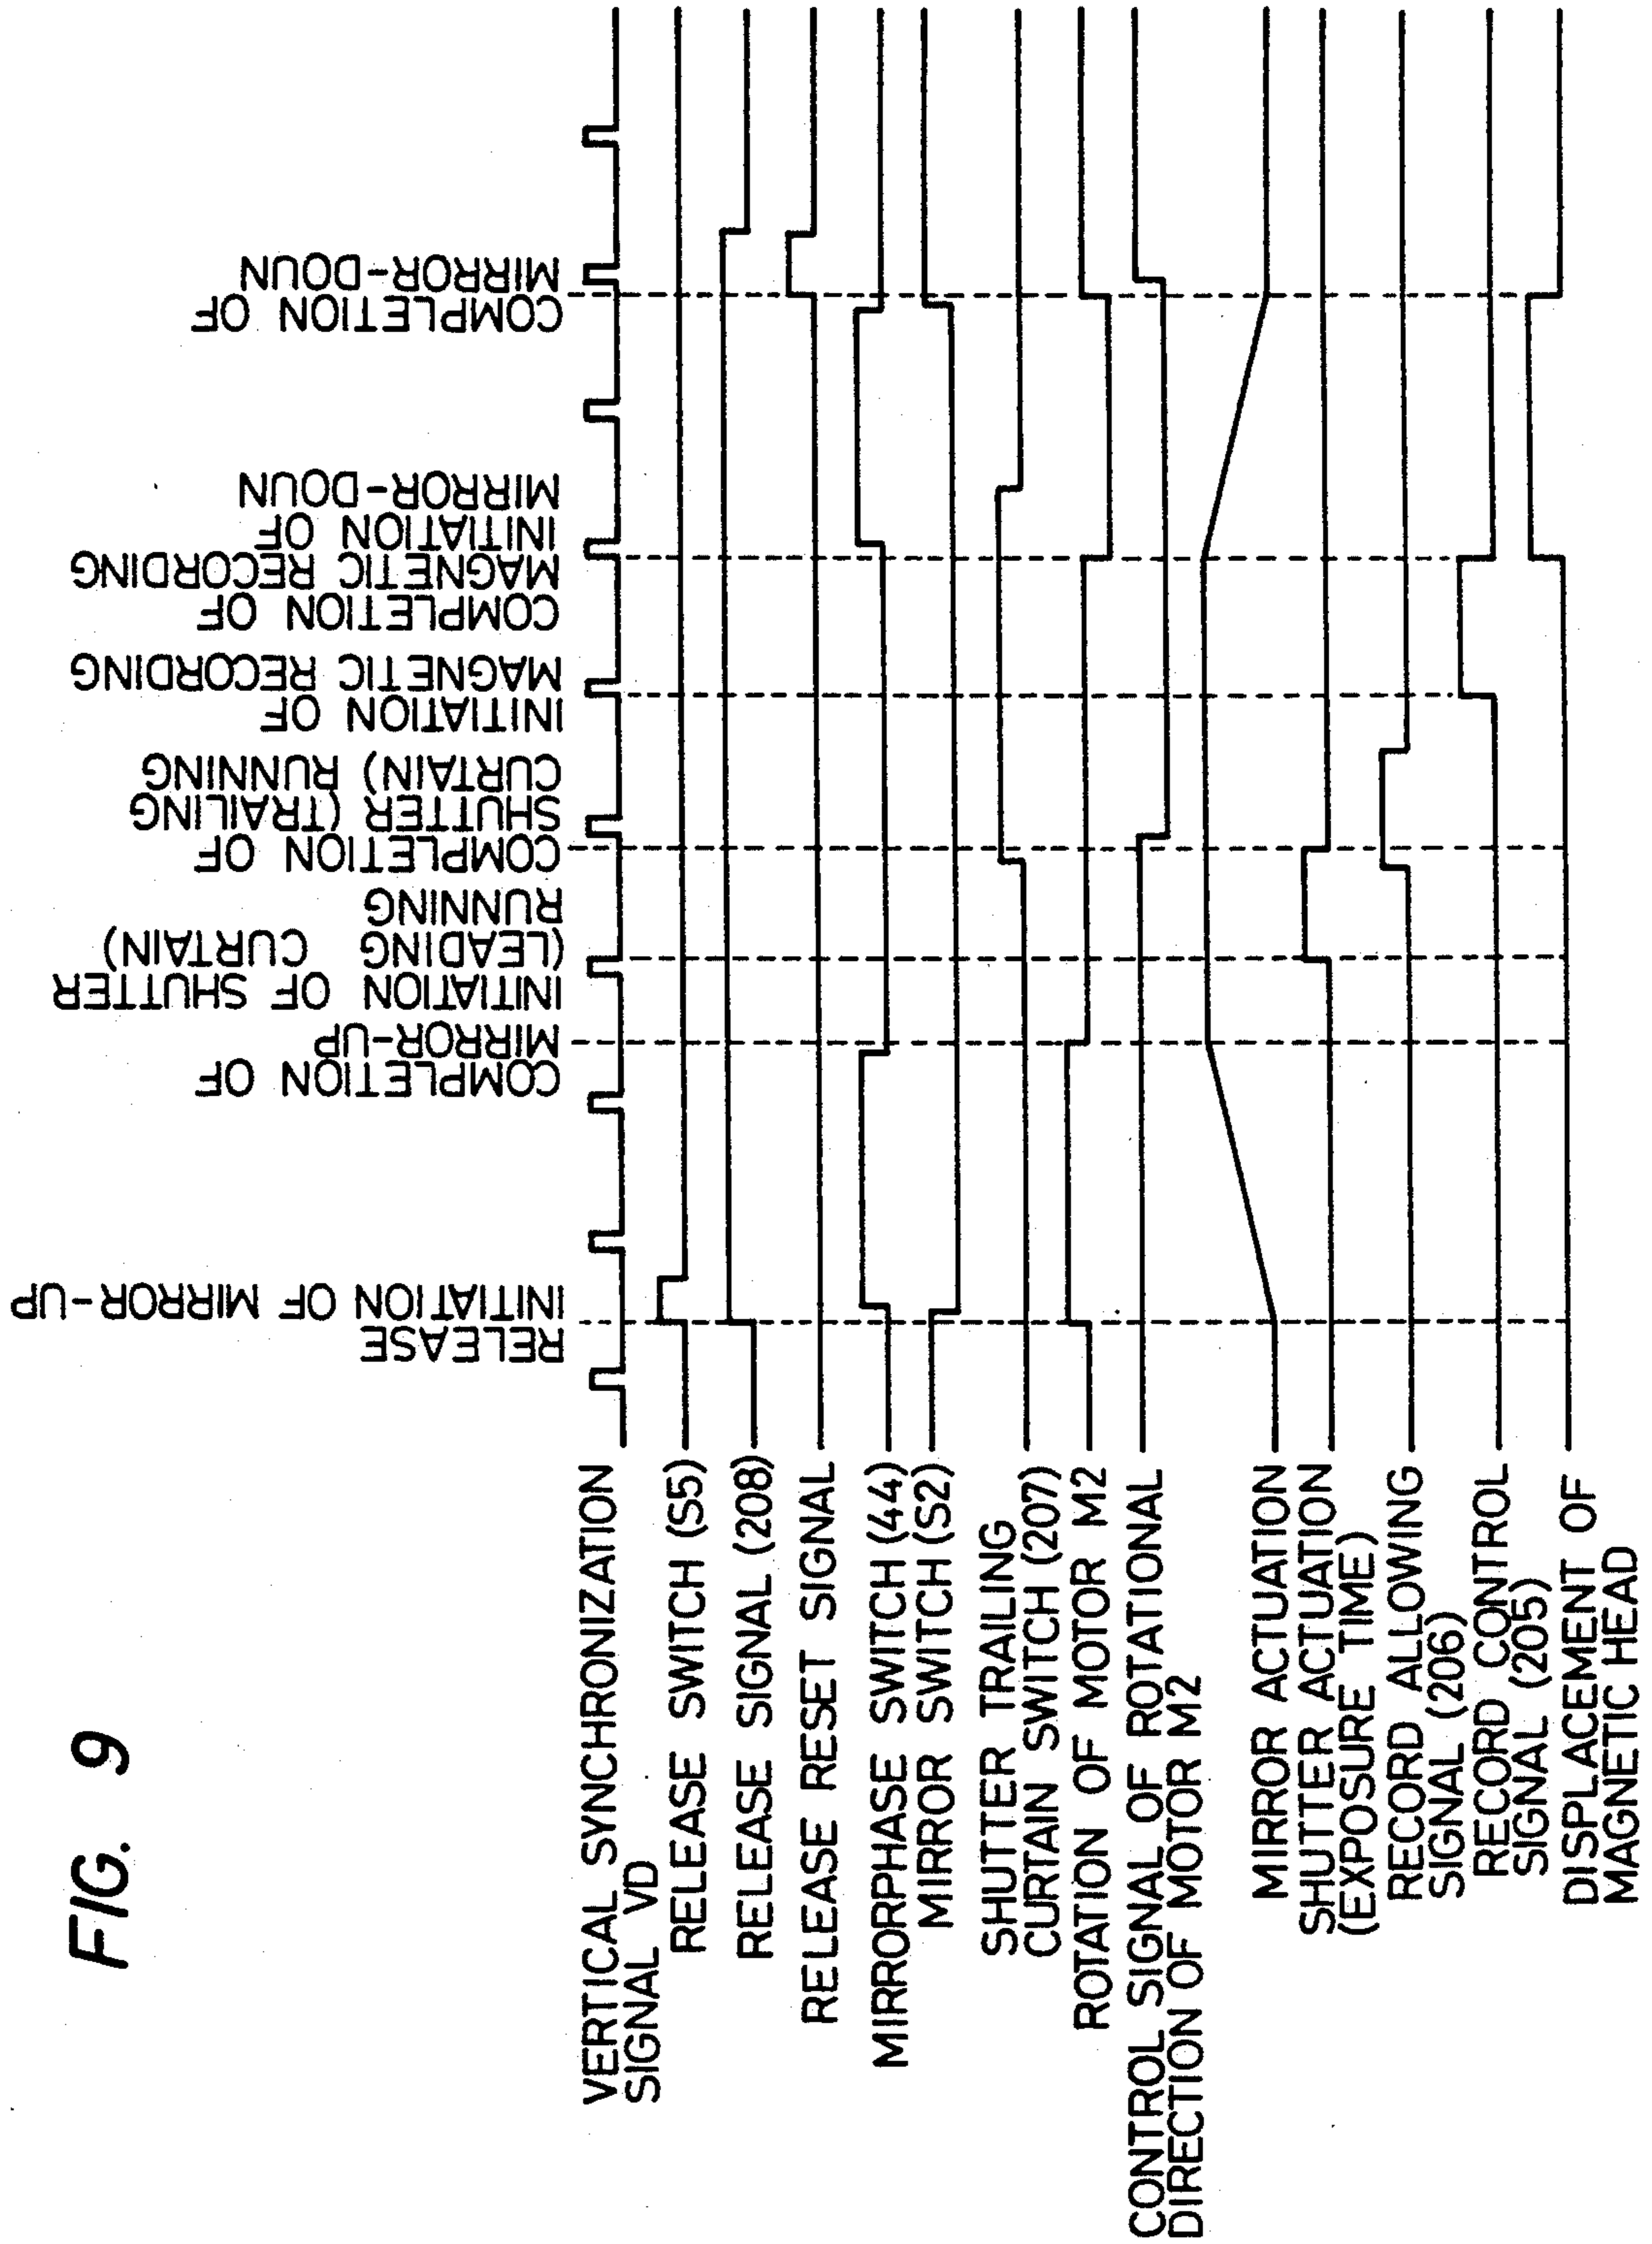 FIG. 9
RELEASE
INITIATION OF MIRROR-UP
COMPLETION OF
MIRROR-UP
INITIATION OF SHUTTER
(LEADING CURTAIN)
RUNNING
COMPLETION OF
SHUTTER (TRAILING
CURTAIN) RUNNING
INITIATION OF
MAGNETIC RECORDING
COMPLETION OF
MAGNETIC RECORDING
INITIATION OF
MIRROR-DOUN
COMPLETION OF
MIRROR-DOUN
VERTICAL SYNCHRONIZATION
SIGNAL VD
RELEASE SWITCH (S5)
RELEASE SIGNAL (208)
RELEASE RESET SIGNAL
MIRRORPHASE SWITCH (44)
MIRROR SWITCH (S2)
SHUTTER TRAILING
CURTAIN SWITCH (207)
ROTATION OF MOTOR M2
CONTROL SIGNAL OF ROTATIONAL
DIRECTION OF MOTOR M2
MIRROR ACTUATION
SHUTTER ACTUATION
(EXPOSURE TIME)
RECORD ALLOWING
SIGNAL (206)
RECORD CONTROL
SIGNAL (205)
DISPLACEMENT OF
MAGNETIC HEAD